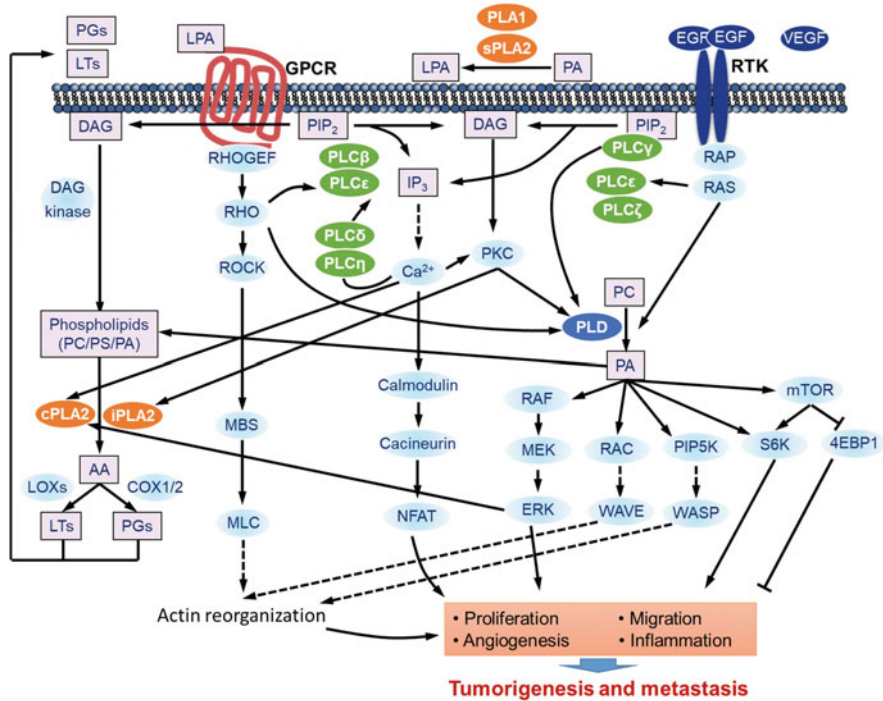 PGs
LTs
LPA
GPCR
PLA1
sPLA2
LPA
PA
EGF
EGF
VEGF
RTK
DAG
PIP₂
DAG
PIP₂
RHOGEF
PLCβ
PLCε
IP₃
PLCγ
RAP
DAG
kinase
RHO
PLCε
RAS
PLCζ
PLCδ
PLCη
ROCK
Ca²⁺
PKC
PC
Phospholipids
(PC/PS/PA)
PLD
PA
Calmodulin
RAF
mTOR
cPLA2
iPLA2
MBS
Cacineurin
MEK
RAC
PIP5K
S6K
4EBP1
AA
LOXs
COX1/2
LTs
PGs
MLC
NFAT
ERK
WAVE
WASP
Actin reorganization
• Proliferation
• Migration
• Angiogenesis
• Inflammation
Tumorigenesis and metastasis